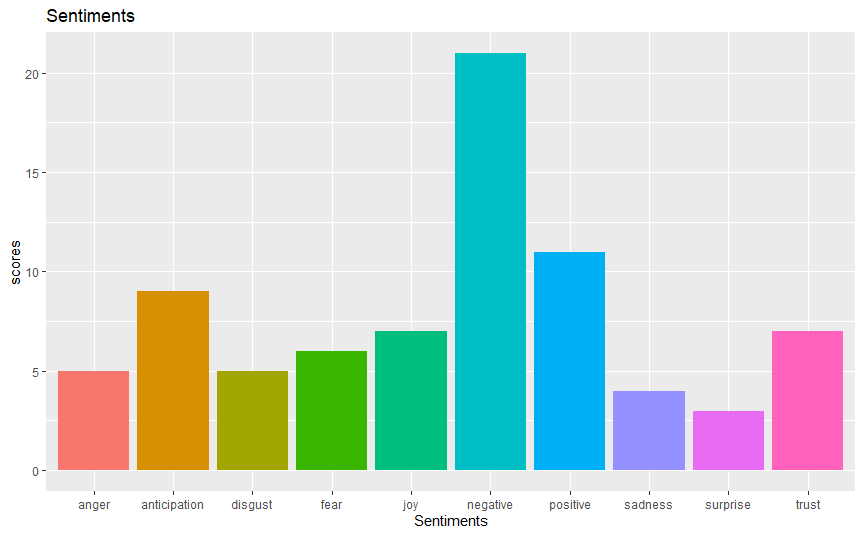 Sentiments
scores
20
15
10
5
0
anger anticipation disgust fear joy negative positive sadness surprise trust
Sentiments